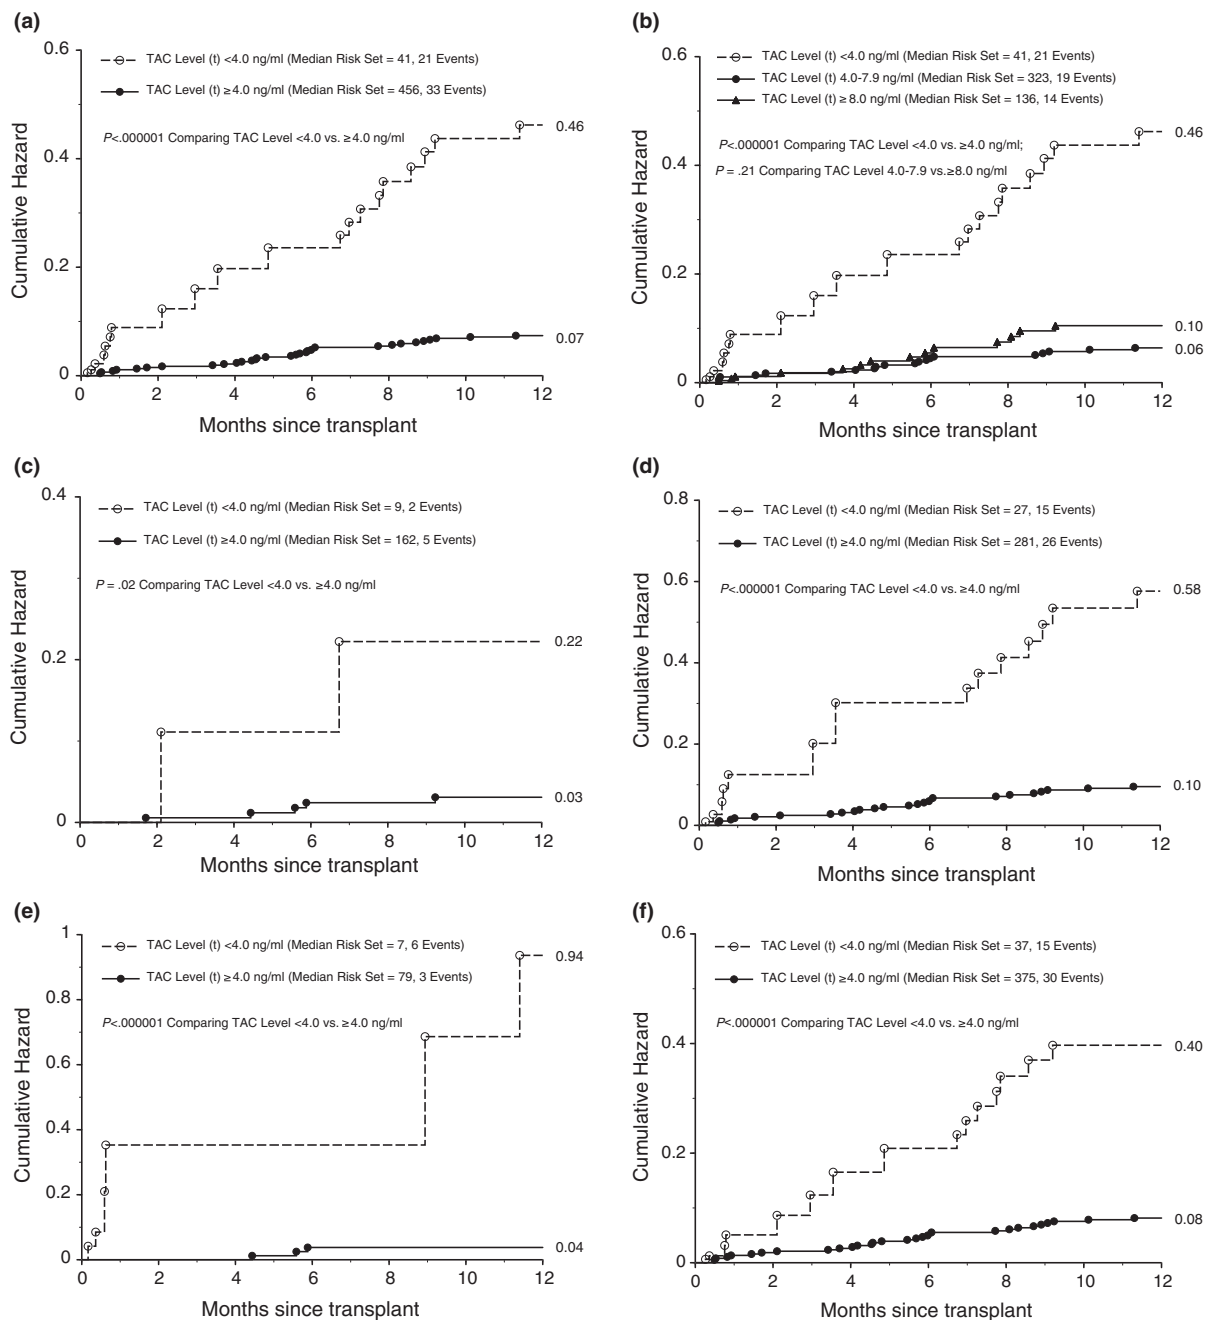 (a)
0.6
TAC Level (t) <4.0 ng/ml (Median Risk Set = 41, 21 Events)
TAC Level (t) ≥4.0 ng/ml (Median Risk Set = 456, 33 Events)
P<.000001 Comparing TAC Level <4.0 vs. ≥4.0 ng/ml
0.46
0.4
0.2
0.07
0
Cumulative Hazard
0 2 4 6 8 10 12
Months since transplant
(b)
0.6
TAC Level (t) <4.0 ng/ml (Median Risk Set = 41, 21 Events)
TAC Level (t) 4.0-7.9 ng/ml (Median Risk Set = 323, 19 Events)
TAC Level (t) ≥8.0 ng/ml (Median Risk Set = 136, 14 Events)
P<.000001 Comparing TAC Level <4.0 vs. ≥4.0 ng/ml;
P = .21 Comparing TAC Level 4.0-7.9 vs.≥8.0 ng/ml
0.46
0.4
0.2
0.10
0.06
0
Cumulative Hazard
0 2 4 6 8 10 12
Months since transplant
(c)
0.4
TAC Level (t) <4.0 ng/ml (Median Risk Set = 9, 2 Events)
TAC Level (t) ≥4.0 ng/ml (Median Risk Set = 162, 5 Events)
P = .02 Comparing TAC Level <4.0 vs. ≥4.0 ng/ml
0.22
0.2
0.03
0
Cumulative Hazard
0 2 4 6 8 10 12
Months since transplant
(d)
0.8
TAC Level (t) <4.0 ng/ml (Median Risk Set = 27, 15 Events)
TAC Level (t) ≥4.0 ng/ml (Median Risk Set = 281, 26 Events)
P<.000001 Comparing TAC Level <4.0 vs. ≥4.0 ng/ml
0.6
0.58
0.4
0.2
0.10
0
Cumulative Hazard
0 2 4 6 8 10 12
Months since transplant
(e)
1
TAC Level (t) <4.0 ng/ml (Median Risk Set = 7, 6 Events)
TAC Level (t) ≥4.0 ng/ml (Median Risk Set = 79, 3 Events)
P<.000001 Comparing TAC Level <4.0 vs. ≥4.0 ng/ml
0.94
0.8
0.6
0.4
0.2
0.04
0
Cumulative Hazard
0 2 4 6 8 10 12
Months since transplant
(f)
0.6
TAC Level (t) <4.0 ng/ml (Median Risk Set = 37, 15 Events)
TAC Level (t) ≥4.0 ng/ml (Median Risk Set = 375, 30 Events)
P<.000001 Comparing TAC Level <4.0 vs. ≥4.0 ng/ml
0.4
0.40
0.2
0.08
0
Cumulative Hazard
0 2 4 6 8 10 12
Months since transplant